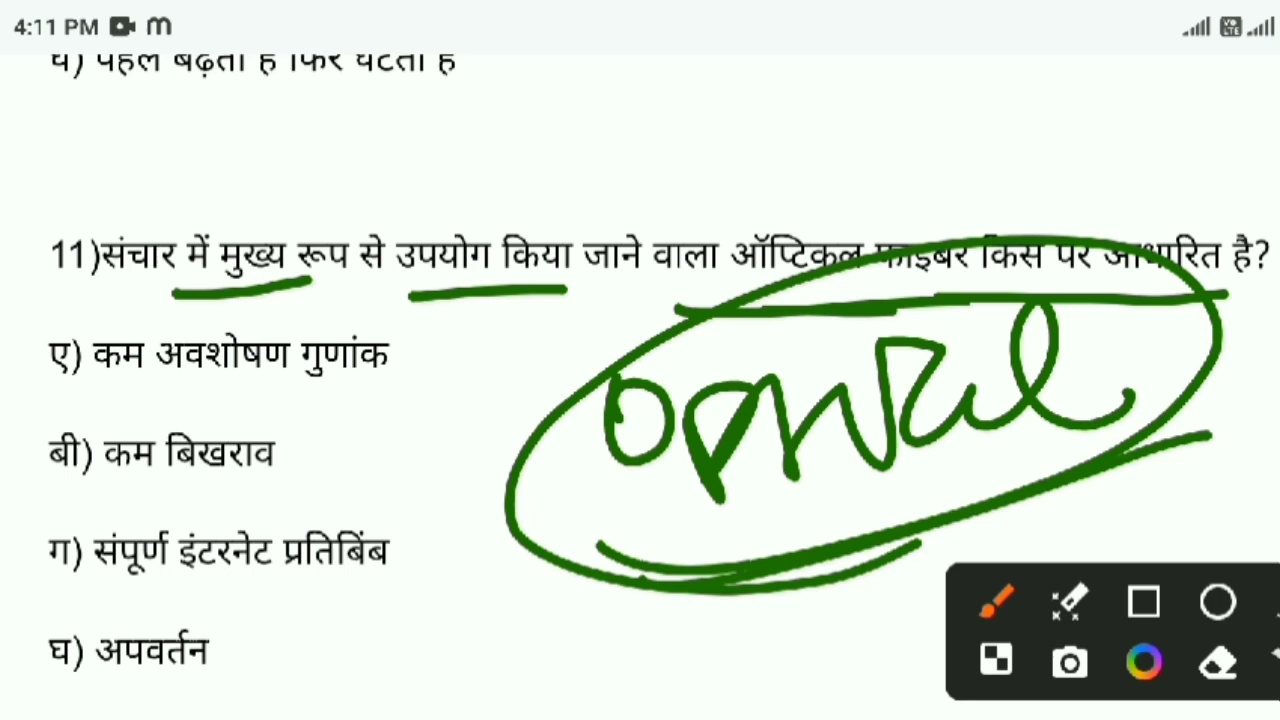 4:11 PM
घ) पहले बढ़ता है फिर घटता है
11)संचार में मुख्य रूप से उपयोग किया जाने वाला ऑप्टिकल फाइबर किस पर आधारित है?
ए) कम अवशोषण गुणांक
बी) कम बिखराव
ग) संपूर्ण इंटरनेट प्रतिबिंब
घ) अपवर्तन